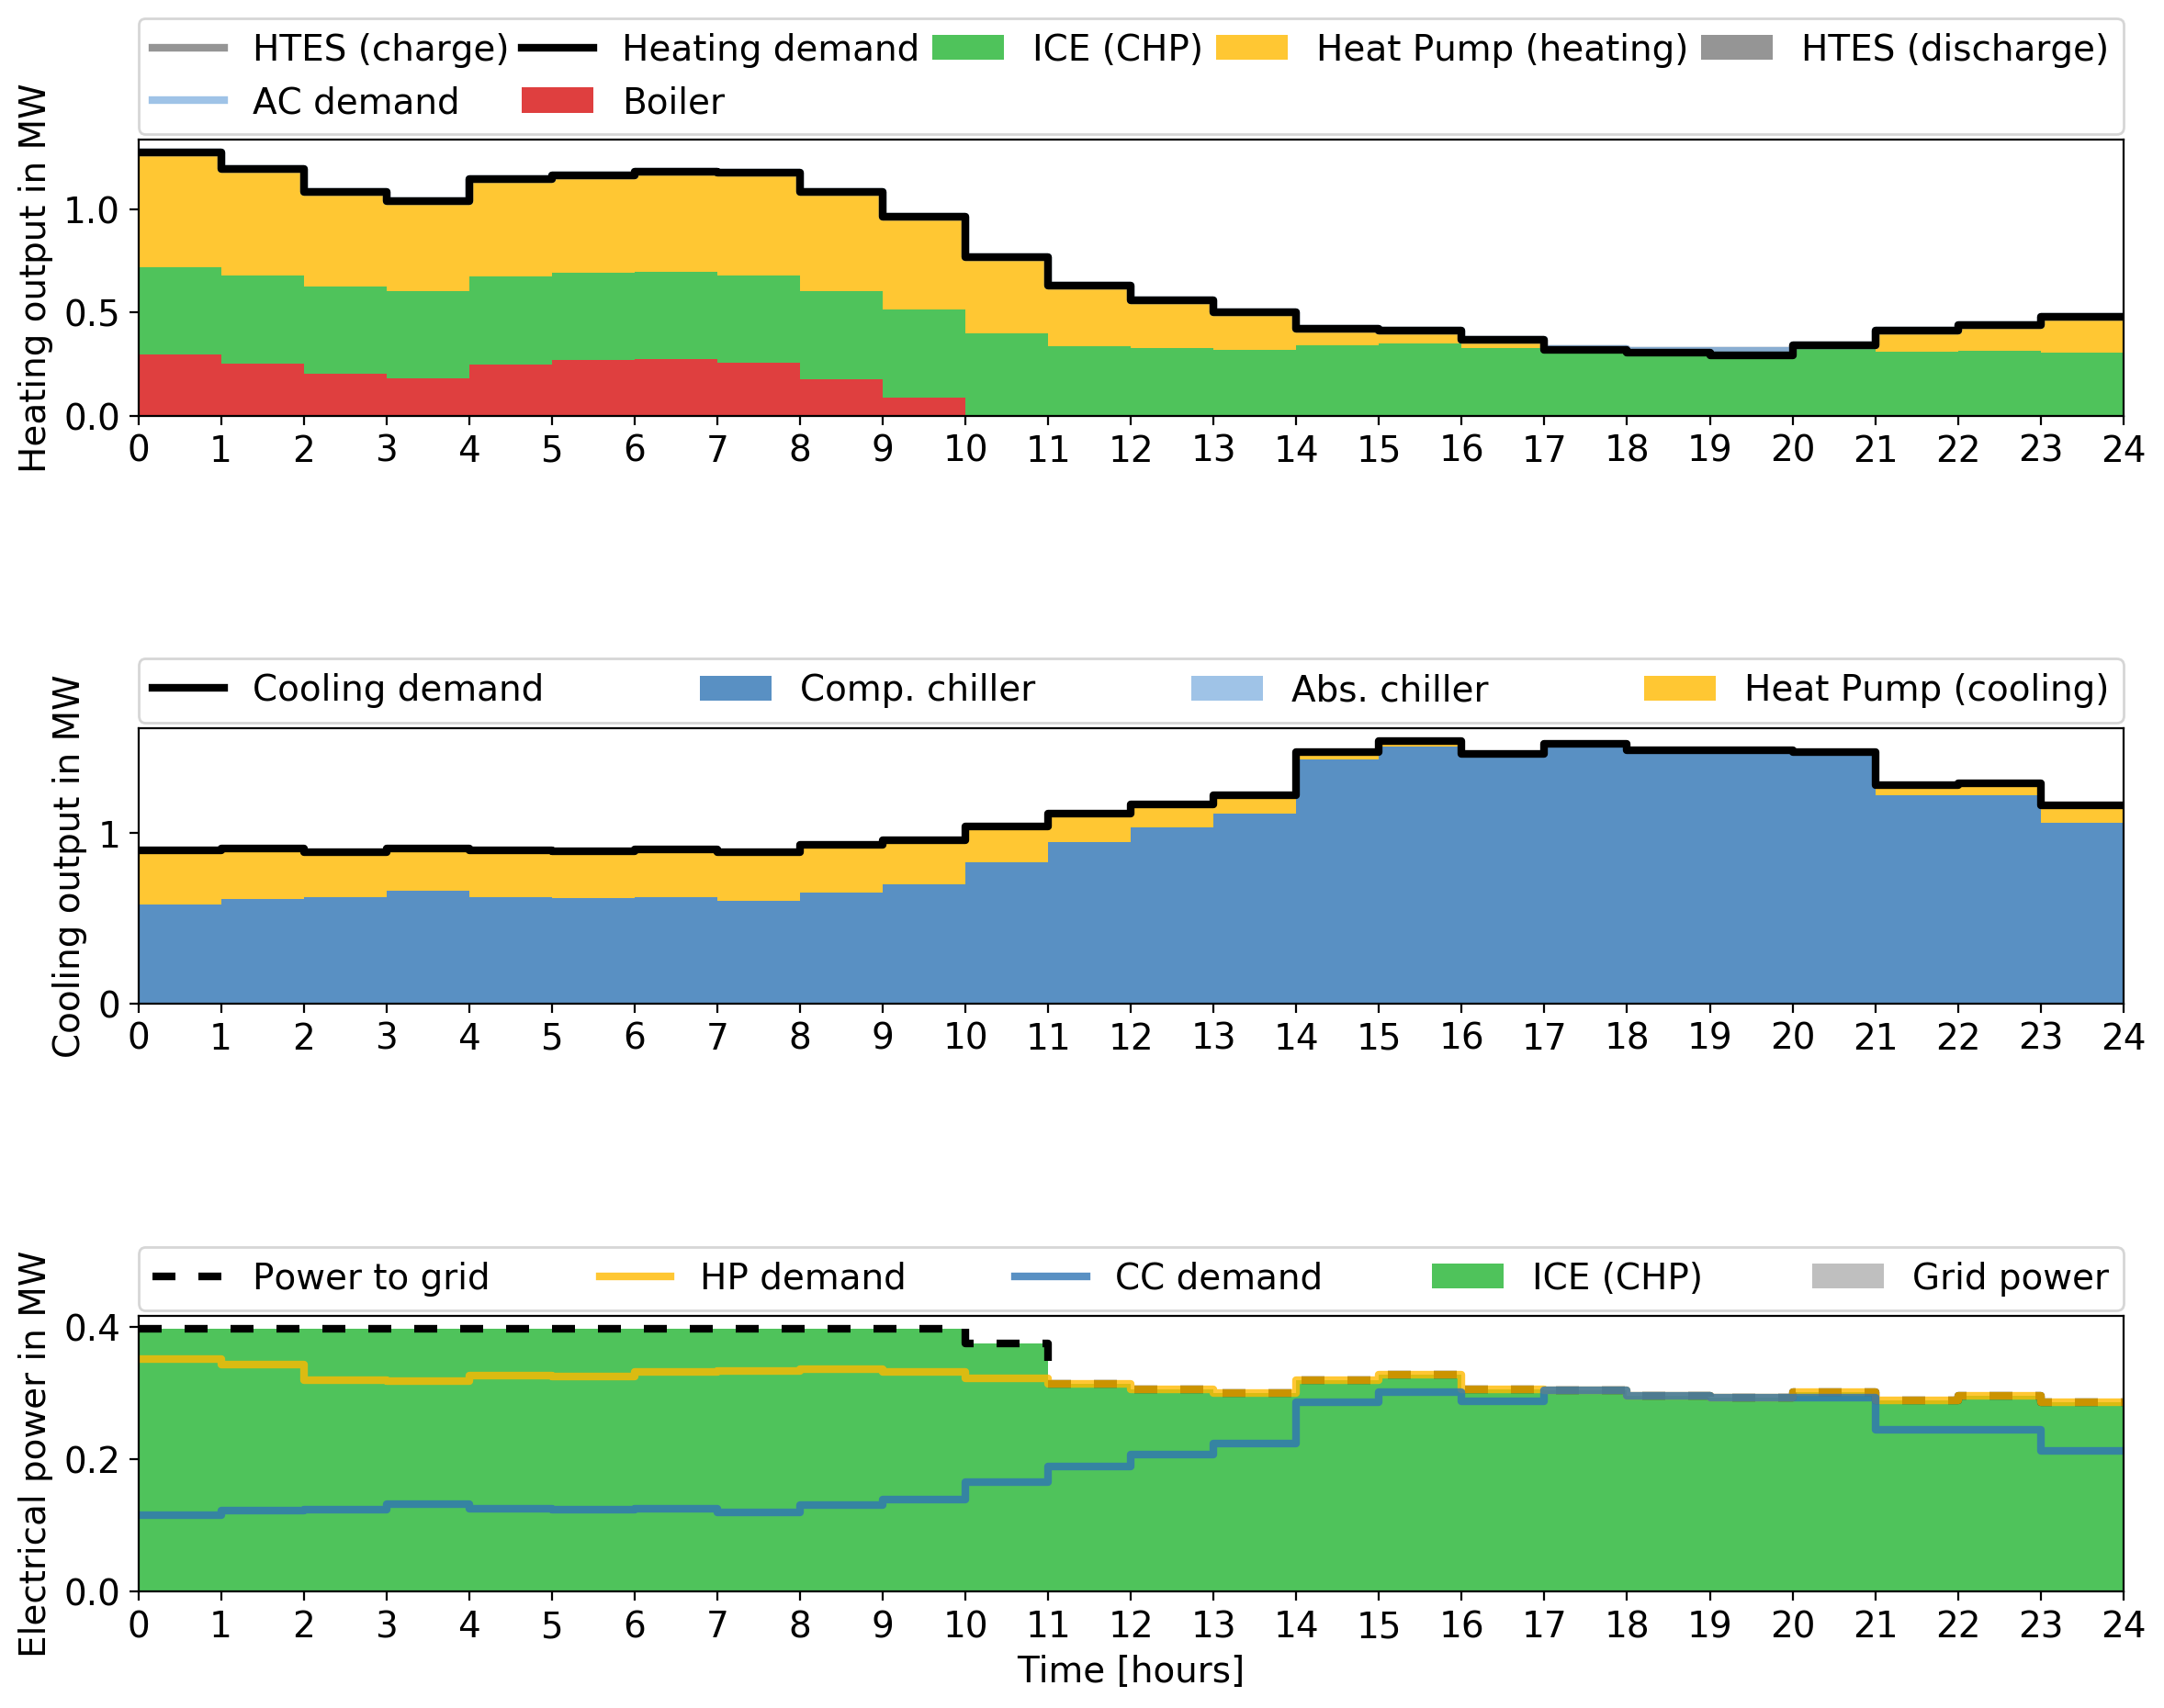 HTES (charge) Heating demand ICE (CHP) Heat Pump (heating) HTES (discharge)
AC demand Boiler
Heating output in MW
1.0
0.5
0.0
0 1 2 3 4 5 6 7 8 9 10 11 12 13 14 15 16 17 18 19 20 21 22 23 24
Cooling demand Comp. chiller Abs. chiller Heat Pump (cooling)
Cooling output in MW
1
0
0 1 2 3 4 5 6 7 8 9 10 11 12 13 14 15 16 17 18 19 20 21 22 23 24
Power to grid HP demand CC demand ICE (CHP) Grid power
Electrical power in MW
0.4
0.2
0.0
0 1 2 3 4 5 6 7 8 9 10 11 12 13 14 15 16 17 18 19 20 21 22 23 24
Time [hours]